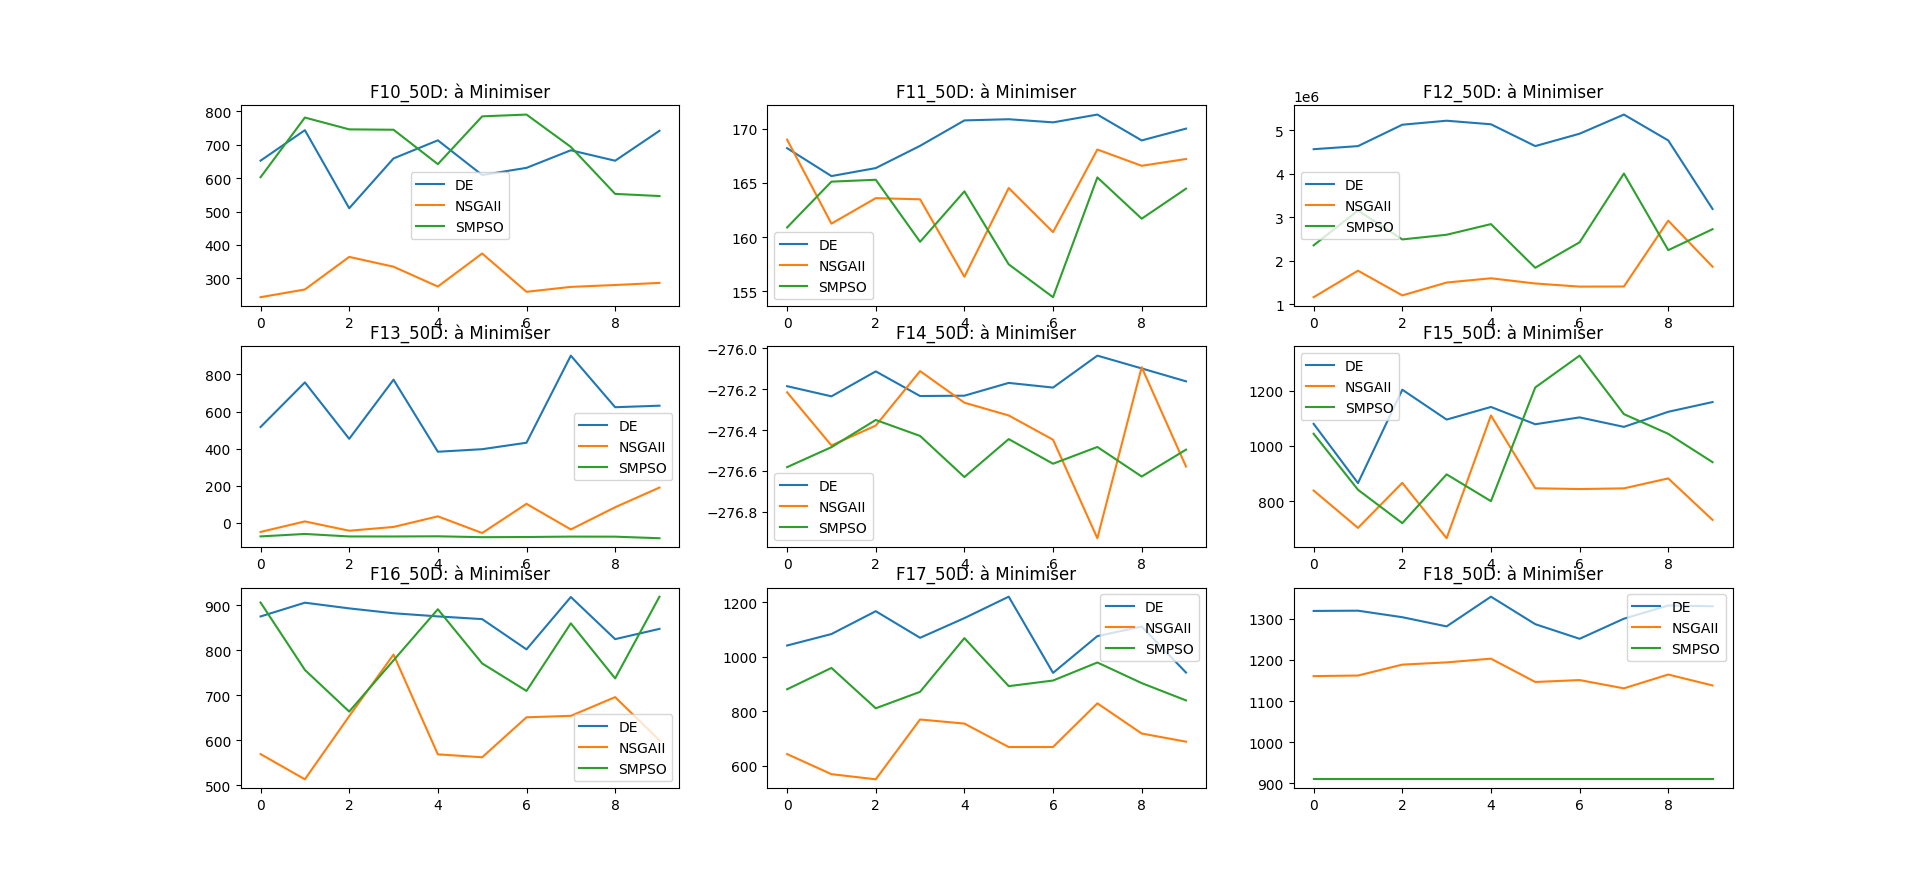 F10_50D: à Minimiser
800
700
600
500
400
300
DE
NSGAII
SMPSO
0 2 4 6 8
F11_50D: à Minimiser
170
165
160
155
DE
NSGAII
SMPSO
0 2 4 6 8
F12_50D: à Minimiser
1e6
5
4
3
2
1
DE
NSGAII
SMPSO
0 2 4 6 8
F13_50D: à Minimiser
800
600
400
200
0
DE
NSGAII
SMPSO
0 2 4 6 8
F14_50D: à Minimiser
−276.0
−276.2
−276.4
−276.6
−276.8
DE
NSGAII
SMPSO
0 2 4 6 8
F15_50D: à Minimiser
1200
1000
800
DE
NSGAII
SMPSO
0 2 4 6 8
F16_50D: à Minimiser
900
800
700
600
500
DE
NSGAII
SMPSO
0 2 4 6 8
F17_50D: à Minimiser
1200
1000
800
600
DE
NSGAII
SMPSO
0 2 4 6 8
F18_50D: à Minimiser
1300
1200
1100
1000
900
DE
NSGAII
SMPSO
0 2 4 6 8